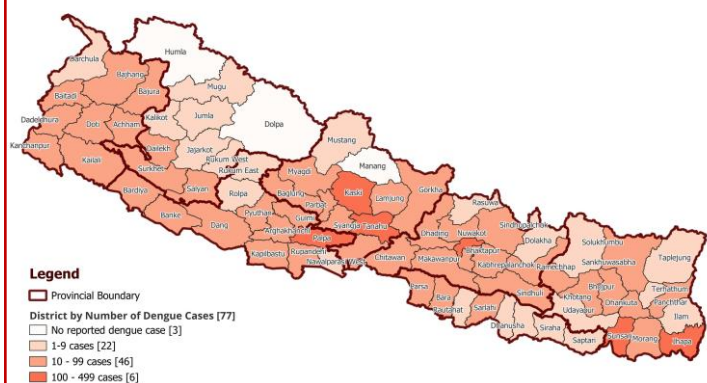 Humla
Darchula
Bajhang
Mugu
Baitadi
Bajura
Dadeldhura
Doti
Achham
Kalikot
Jumla
Dolpa
Kanchanpur
Kailali
Dailekh
Jajarkot
Rukum West
Rukum East
Mustang
Manang
Surkhet
Salyan
Rolpa
Myagdi
Kaski
Lamjung
Gorkha
Bardiya
Banke
Dang
Pyuthan
Baglung
Parbat
Gulmi
Syangja
Tanahu
Rasuwa
Arghakhanchi
Palpa
Dhading
Nuwakot
Sindhupalchok
Dolakha
Solukhumbu
Taplejung
Kapilbastu
Rupandehi
Nawalparasi West
Chitawan
Makawanpur
Bhaktapur
Kabhrepalanchok
Ramechhap
Sankhuwasabha
Legend
Provincial Boundary
Parsa
Bara
Rautahat
Sarlahi
Sindhuli
Khotang
Bhojpur
Dhankuta
Terhathum
Panchthar
Udayapur
Ilam
Dhanusha
Siraha
Saptari
Sunsari
Morang
Jhapa
District by Number of Dengue Cases [77]
No reported dengue case [3]
1-9 cases [22]
10 - 99 cases [46]
100 - 499 cases [6]